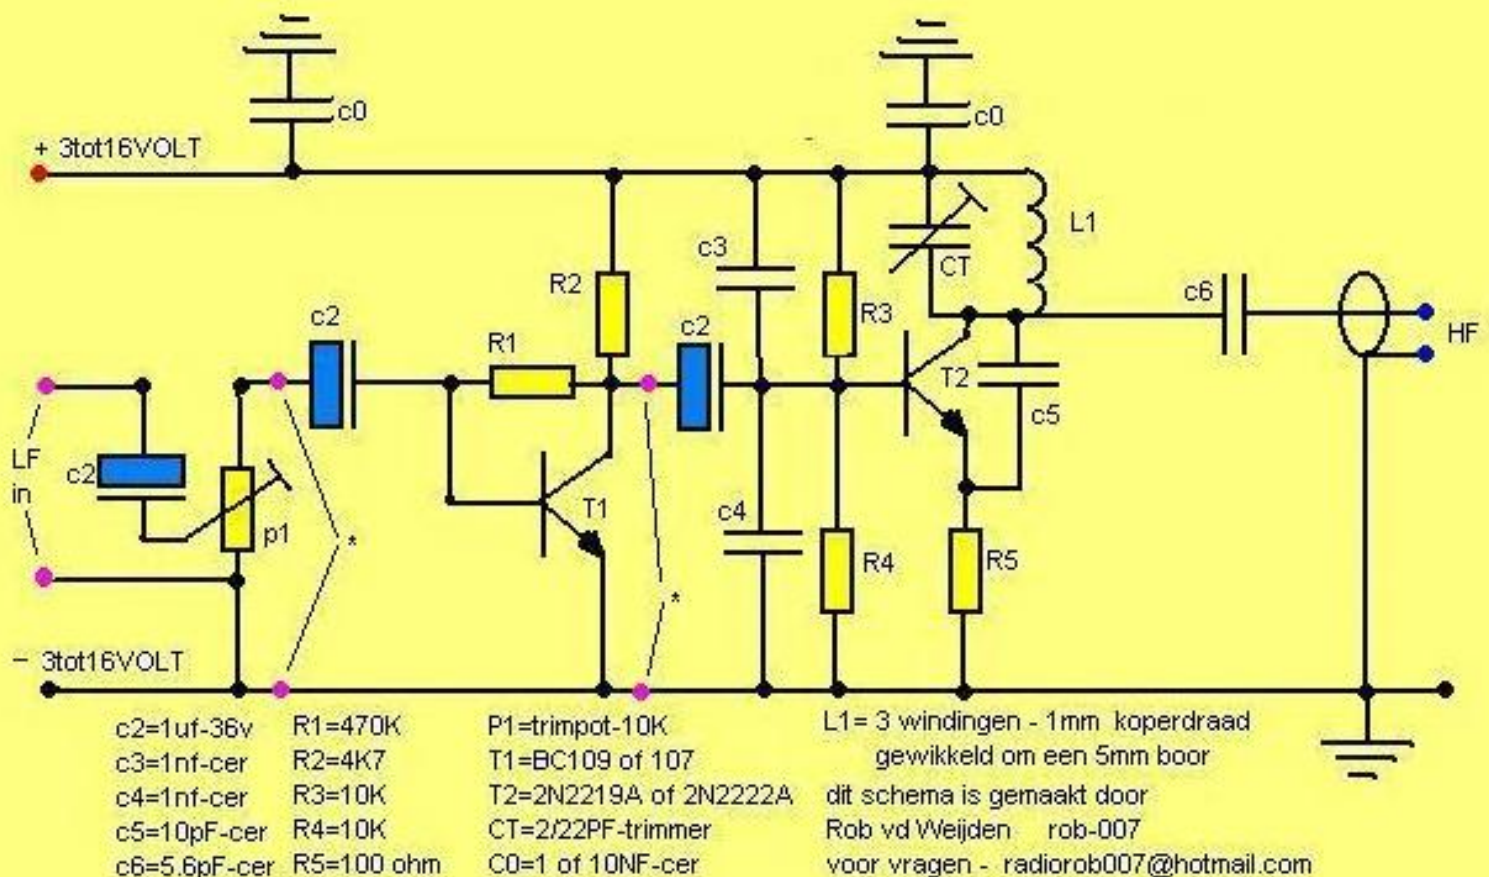 c0
c0
+ 3tot16VOLT
L1
c3
CT
R2
c6
R3
c2
c2
R1
HF
T2
c5
LF
in
c2
T1
c4
p1
*
R4
R5
*
– 3tot16VOLT
c2=1uf-36v R1=470K P1=trimpot-10K L1= 3 windingen - 1mm koperdraad
c3=1nf-cer R2=4K7 T1=BC109 of 107 gewikkeld om een 5mm boor
c4=1nf-cer R3=10K T2=2N2219A of 2N2222A dit schema is gemaakt door
c5=10pF-cer R4=10K CT=2/22PF-trimmer Rob vd Weijden rob-007
c6=5.6pF-cer R5=100 ohm C0=1 of 10NF-cer voor vragen - radiorob007@hotmail.com